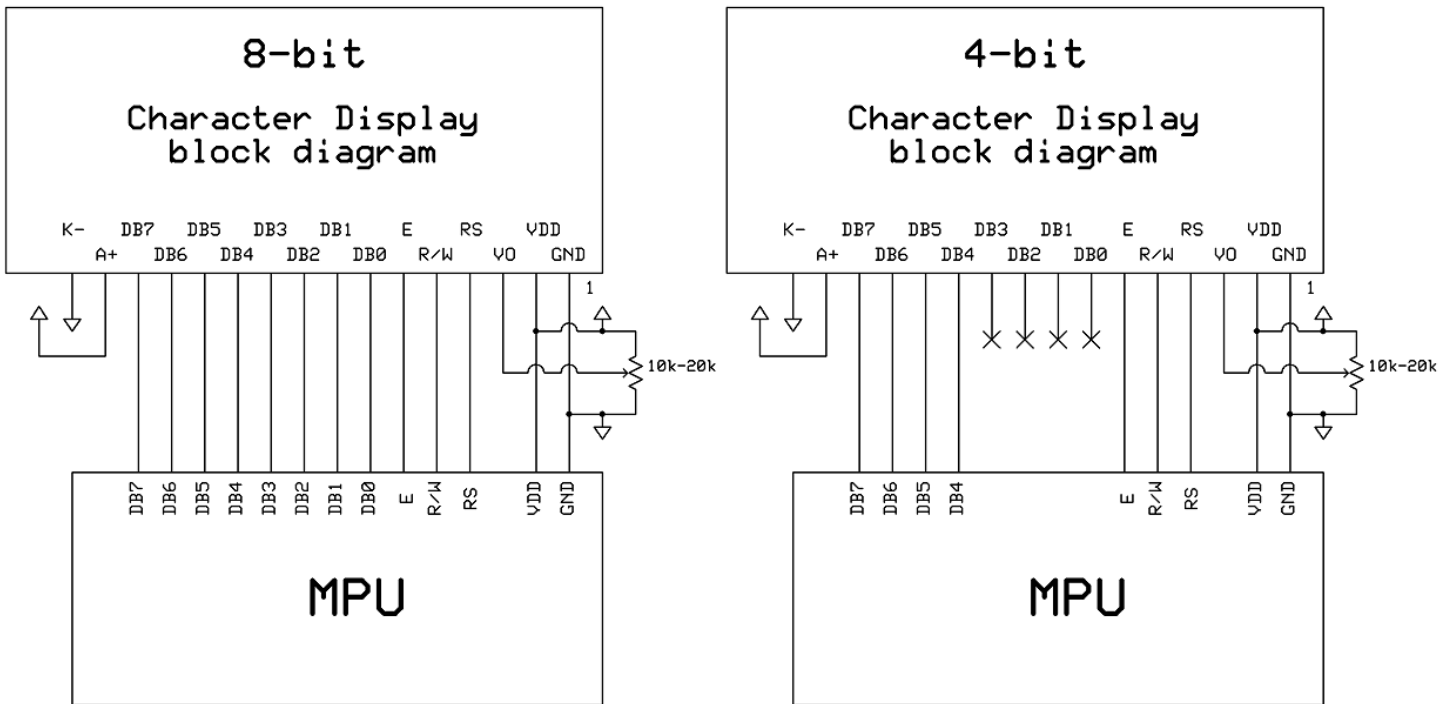 8-bit
Character Display
block diagram
K- DB7 DB5 DB3 DB1 E RS VDD
A+ DB6 DB4 DB2 DB0 R/W VO GND
1
10k-20k
DB7 DB6 DB5 DB4 DB3 DB2 DB1 DB0 E R/W RS VDD GND
MPU
4-bit
Character Display
block diagram
K- DB7 DB5 DB3 DB1 E RS VDD
A+ DB6 DB4 DB2 DB0 R/W VO GND
1
10k-20k
DB7 DB6 DB5 DB4 E R/W RS VDD GND
MPU